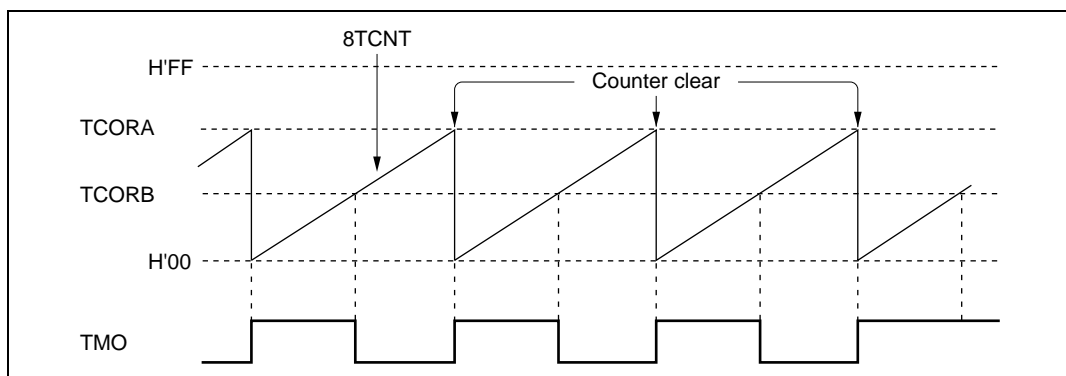 8TCNT
H'FF
Counter clear
TCORA
TCORB
H'00
TMO